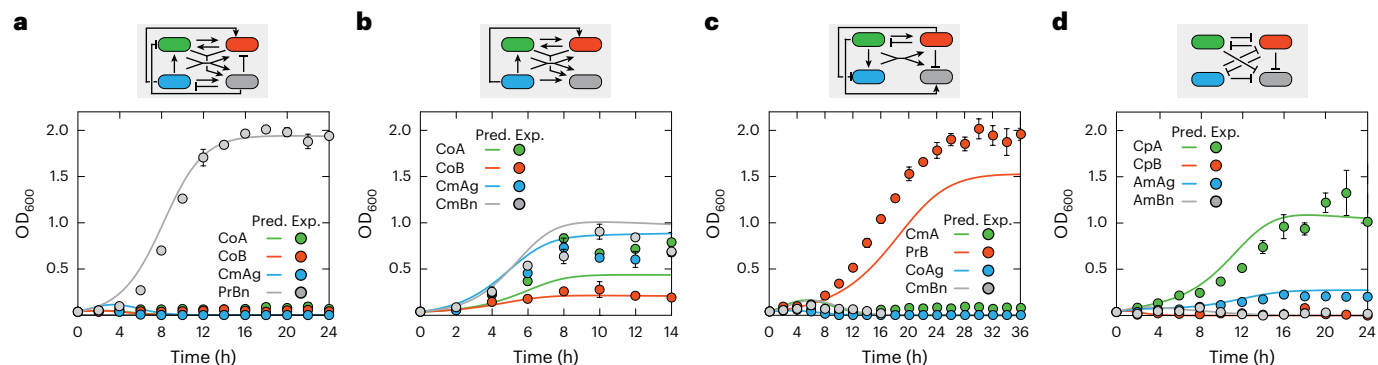 a
OD600
2.0
1.5
1.0
0.5
0 4 8 12 16 20 24
Time (h)
Pred. Exp.
CoA
CoB
CmAg
PrBn
b
OD600
2.0
1.5
1.0
0.5
0 2 4 6 8 10 12 14
Time (h)
Pred. Exp.
CoA
CoB
CmAg
CmBn
c
OD600
2.0
1.5
1.0
0.5
0 4 8 12 16 20 24 28 32 36
Time (h)
Pred. Exp.
CmA
PrB
CoAg
CmBn
d
OD600
2.0
1.5
1.0
0.5
0 4 8 12 16 20 24
Time (h)
Pred. Exp.
CpA
CpB
AmAg
AmBn